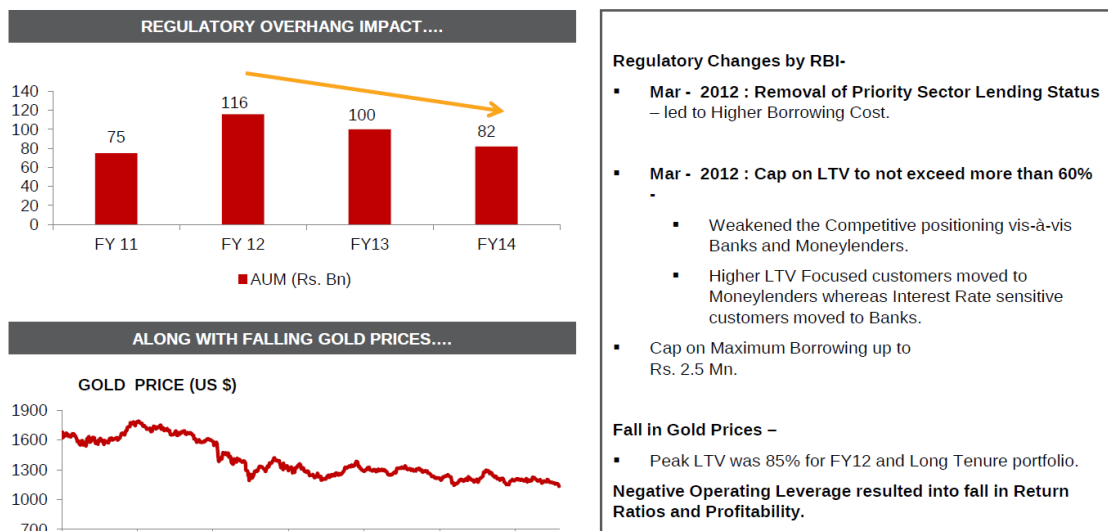 REGULATORY OVERHANG IMPACT….
140
120
100
80
60
40
20
0
75
116
100
82
FY 11
FY 12
FY13
FY14
AUM (Rs. Bn)
ALONG WITH FALLING GOLD PRICES….
GOLD PRICE (US $)
1900
1600
1300
1000
700
Regulatory Changes by RBI-
▪ Mar - 2012 : Removal of Priority Sector Lending Status
– led to Higher Borrowing Cost.
▪ Mar - 2012 : Cap on LTV to not exceed more than 60%
-
▪ Weakened the Competitive positioning vis-à-vis
Banks and Moneylenders.
▪ Higher LTV Focused customers moved to
Moneylenders whereas Interest Rate sensitive
customers moved to Banks.
▪ Cap on Maximum Borrowing up to
Rs. 2.5 Mn.
Fall in Gold Prices –
▪ Peak LTV was 85% for FY12 and Long Tenure portfolio.
Negative Operating Leverage resulted into fall in Return
Ratios and Profitability.